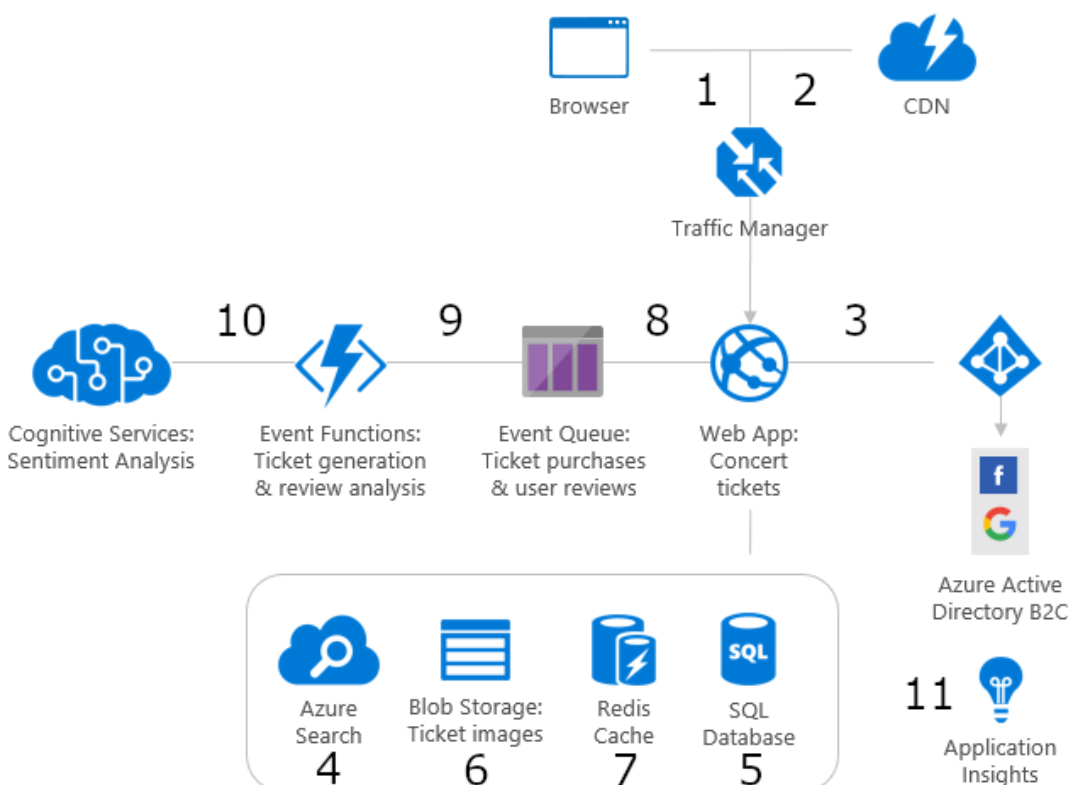 Browser
1
2
CDN
Traffic Manager
10
9
8
3
Cognitive Services:
Sentiment Analysis
Event Functions:
Ticket generation
& review analysis
Event Queue:
Ticket purchases
& user reviews
Web App:
Concert
tickets
f
G
Azure Active
Directory B2C
Azure
Search
4
Blob Storage:
Ticket images
6
Redis
Cache
7
SQL
SQL
Database
5
11
Application
Insights